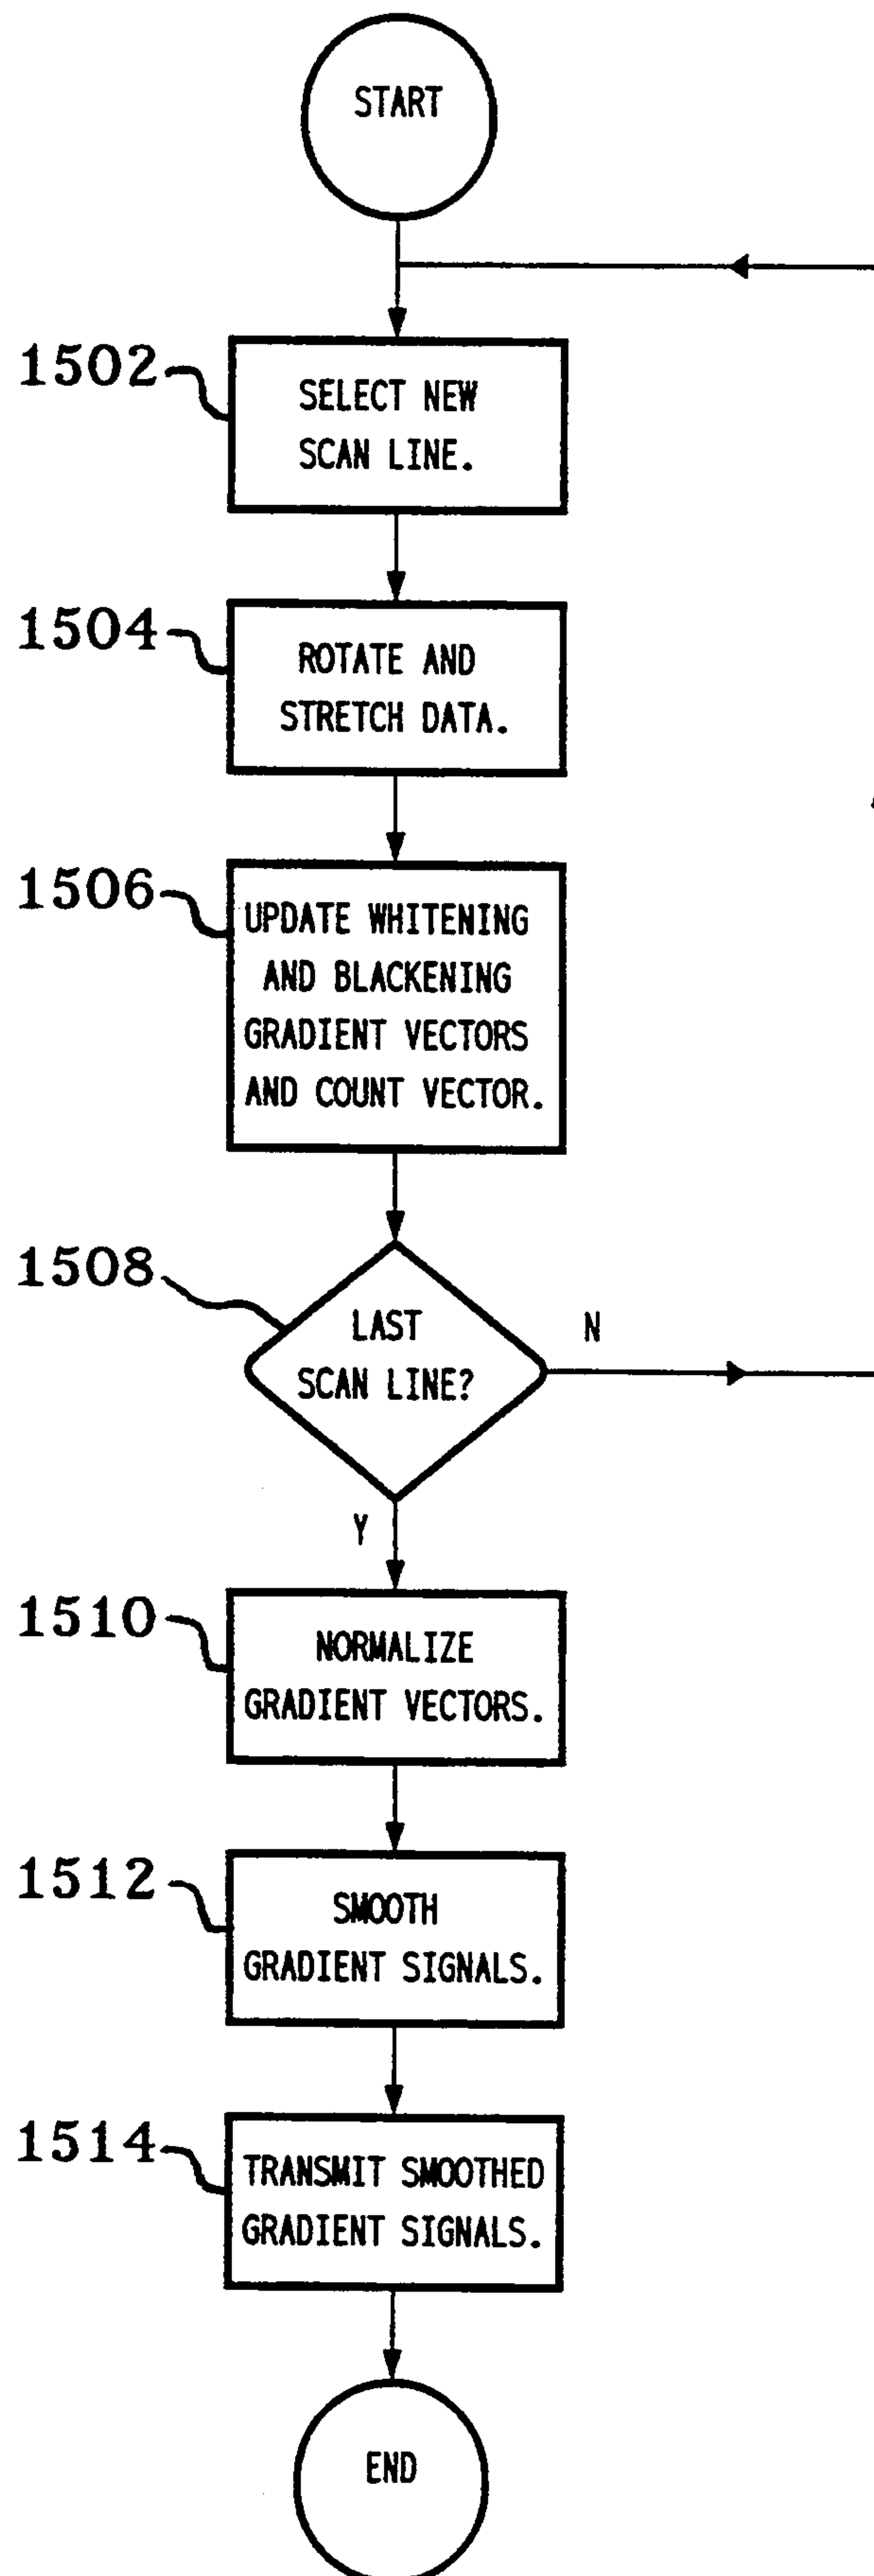 START
1502
SELECT NEW
SCAN LINE.
1504
ROTATE AND
STRETCH DATA.
1506
UPDATE WHITENING
AND BLACKENING
GRADIENT VECTORS
AND COUNT VECTOR.
1508
LAST
SCAN LINE?
N
Y
1510
NORMALIZE
GRADIENT VECTORS.
1512
SMOOTH
GRADIENT SIGNALS.
1514
TRANSMIT SMOOTHED
GRADIENT SIGNALS.
END